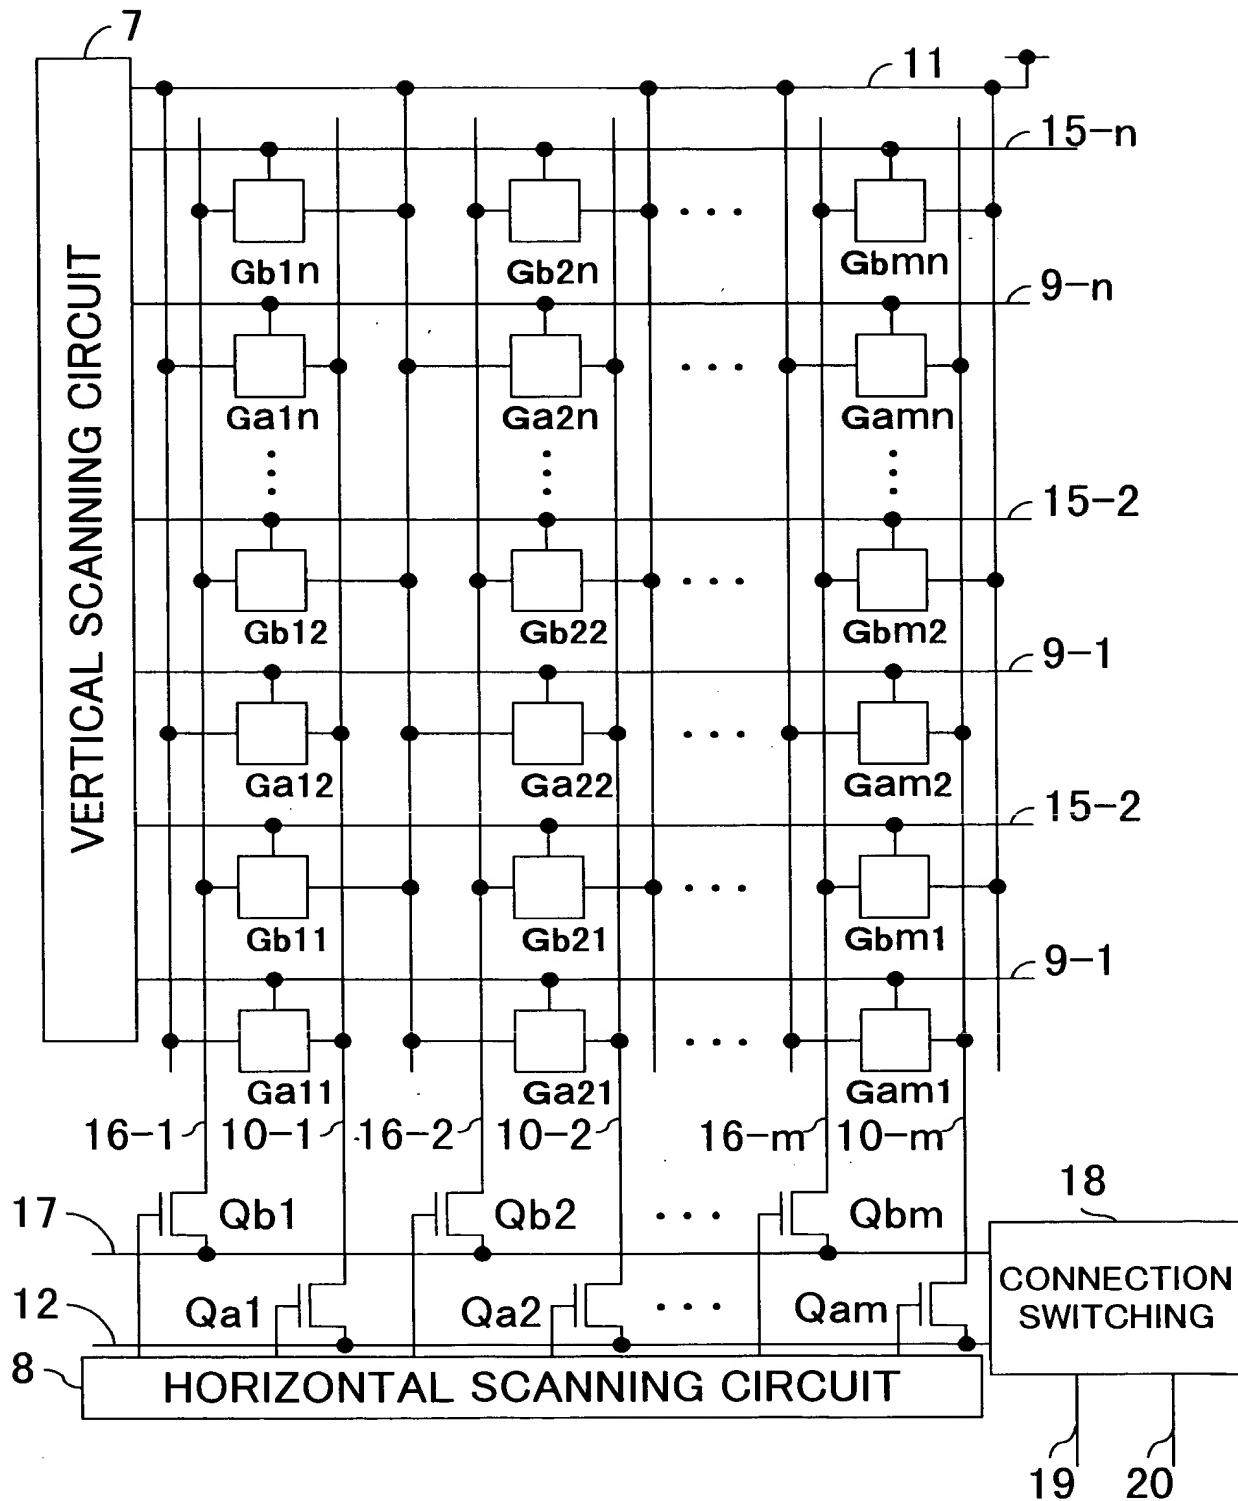 7
11
15-n
Gb1n Gb2n ... Gbmn
9-n
Ga1n Ga2n ... Gamn
15-2
Gb12 Gb22 ... Gbm2
9-1
Ga12 Ga22 ... Gam2
15-2
Gb11 Gb21 ... Gbm1
9-1
Ga11 Ga21 ... Gam1
VERTICAL SCANNING CIRCUIT
16-1 10-1 16-2 10-2 16-m 10-m
17 Qb1 Qb2 ... Qbm 18
12 Qa1 Qa2 ... Qam
CONNECTION
SWITCHING
8 HORIZONTAL SCANNING CIRCUIT
19 20